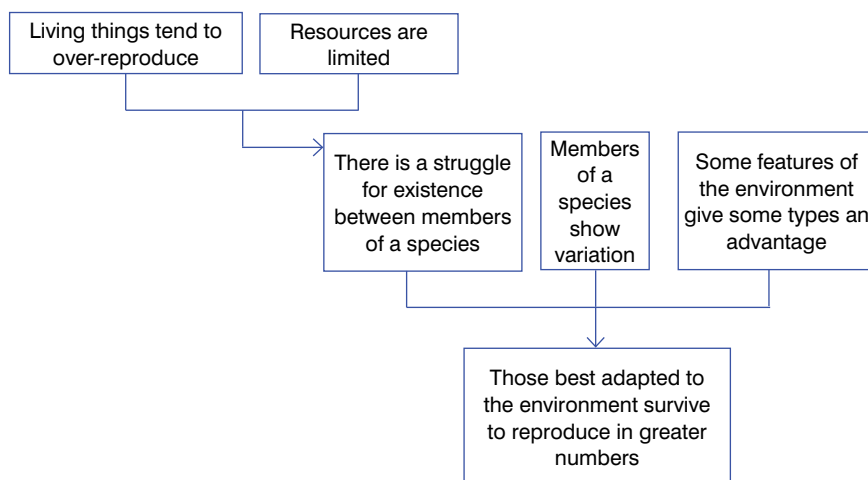 Living things tend to
over-reproduce
Resources are
limited
There is a struggle
for existence
between members
of a species
Members
of a
species
show
variation
Some features of
the environment
give some types an
advantage
Those best adapted to
the environment survive
to reproduce in greater
numbers